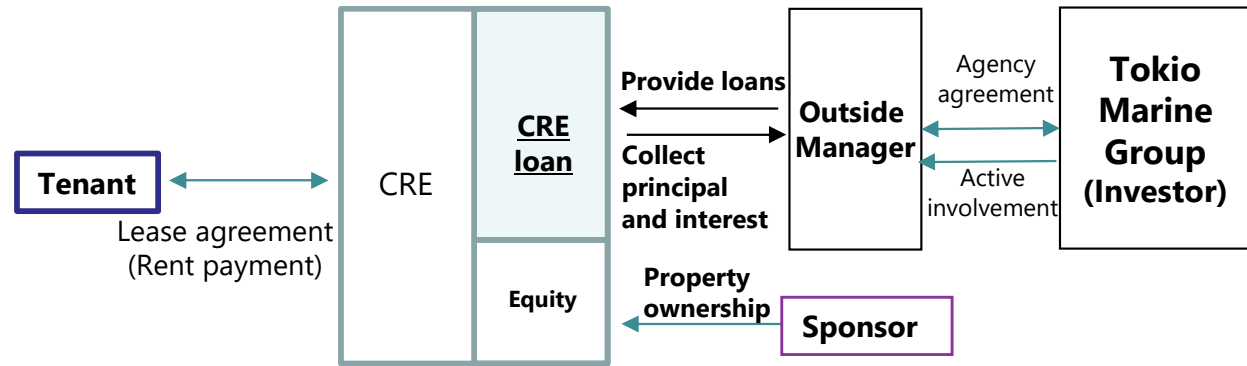 Tenant
Lease agreement
(Rent payment)
CRE
CRE
loan
Equity
Provide loans
Collect
principal
and interest
Property
ownership
Sponsor
Outside
Manager
Agency
agreement
Active
involvement
Tokio
Marine
Group
(Investor)